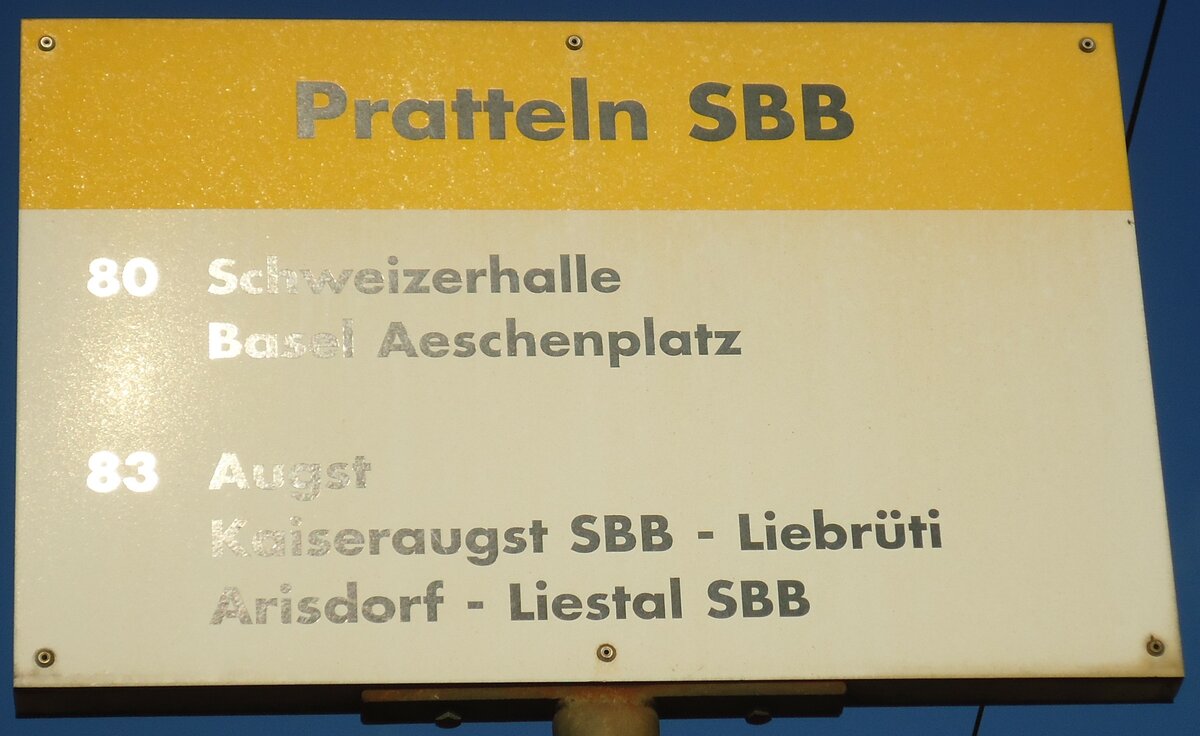 Pratteln SBB
80 Schweizerhalle
Basel Aeschenplatz
83 Augst
Kaiseraugst SBB - Liebrüti
Arisdorf - Liestal SBB